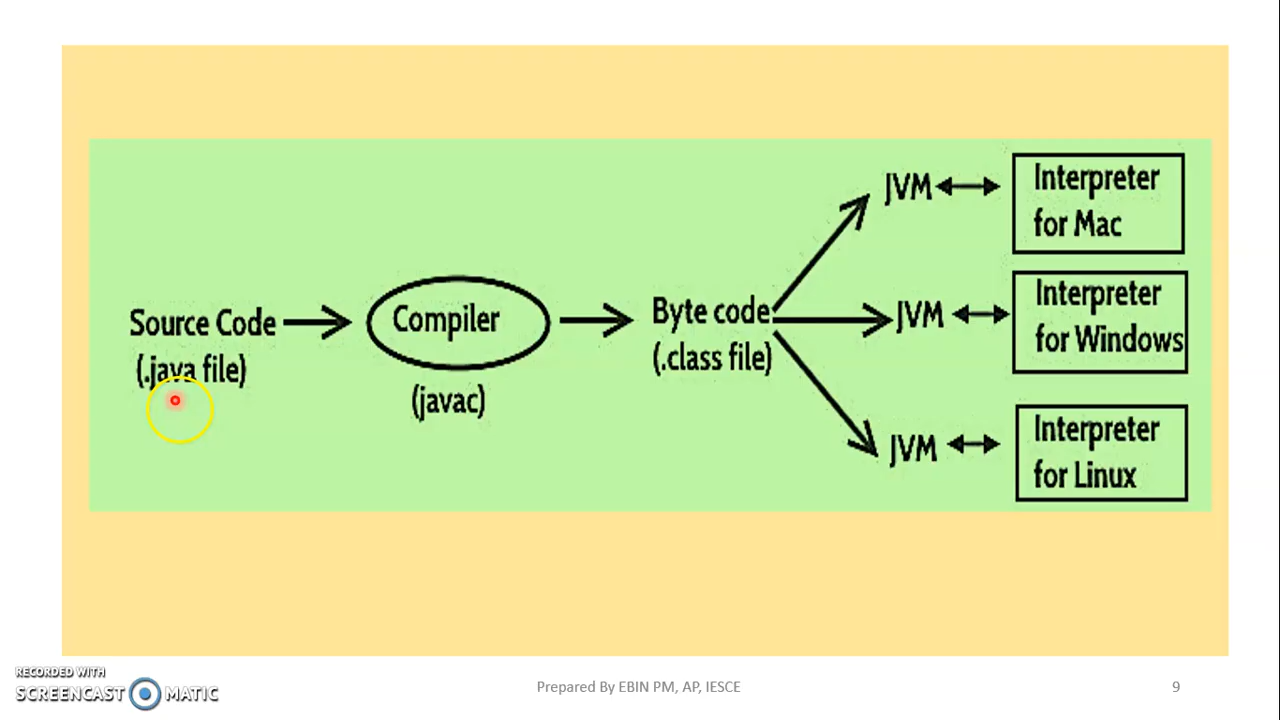 Source Code
(.java file)
Compiler
(javac)
Byte code
(.class file)
JVM
Interpreter
for Mac
JVM
Interpreter
for Windows
JVM
Interpreter
for Linux
RECORDED WITH
SCREENCAST MATIC
Prepared By EBIN PM, AP, IESCE
9